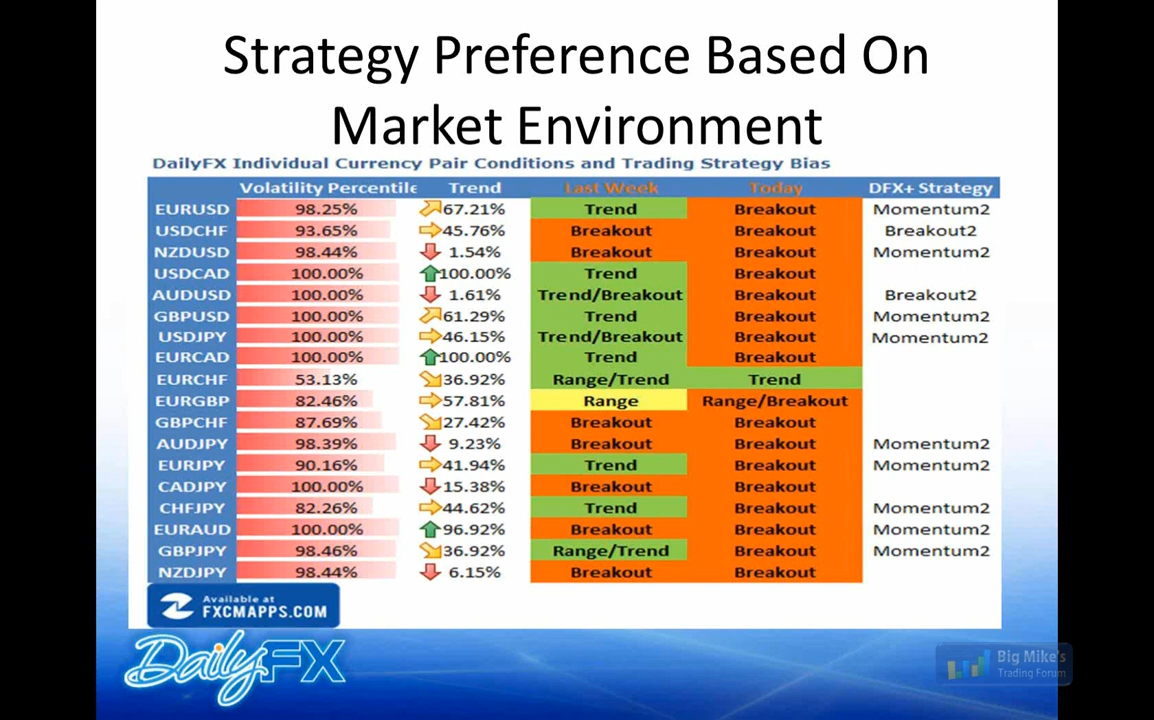 Strategy Preference Based On
Market Environment
DailyFX Individual Currency Pair Conditions and Trading Strategy Bias
Volatility Percentile Trend Last Week Today DFX+ Strategy
EURUSD 98.25% 67.21% Trend Breakout Momentum2
USDCHF 93.65% 45.76% Breakout Breakout Breakout2
NZDUSD 98.44% 1.54% Breakout Breakout Momentum2
USDCAD 100.00% 100.00% Trend Breakout
AUDUSD 100.00% 1.61% Trend/Breakout Breakout Breakout2
GBPUSD 100.00% 61.29% Trend Breakout Momentum2
USDJPY 100.00% 46.15% Trend/Breakout Breakout Momentum2
EURCAD 100.00% 100.00% Trend Breakout
EURCHF 53.13% 36.92% Range/Trend Trend
EURGBP 82.46% 57.81% Range Range/Breakout
GBPCHF 87.69% 27.42% Breakout Breakout
AUDJPY 98.39% 9.23% Breakout Breakout Momentum2
EURJPY 90.16% 41.94% Trend Breakout Momentum2
CADJPY 100.00% 15.38% Breakout Breakout
CHFJPY 82.26% 44.62% Trend Breakout Momentum2
EURAUD 100.00% 96.92% Breakout Breakout Momentum2
GBPJPY 98.46% 36.92% Range/Trend Breakout Momentum2
NZDJPY 98.44% 6.15% Breakout Breakout
Available at
FXCMAPPS.COM
DailyFX
Big Mike's
Trading Forum